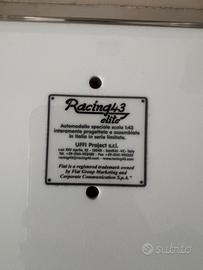 Racing43
elite
Automodello speciale scala 1:43
interamente progettato e assemblato
in Italia in serie limitata.
UFFI Project s.r.l.
Fiat is a registered trademark owned
by Fiat Group Marketing and
Corporate Communication S.p.A."
subito